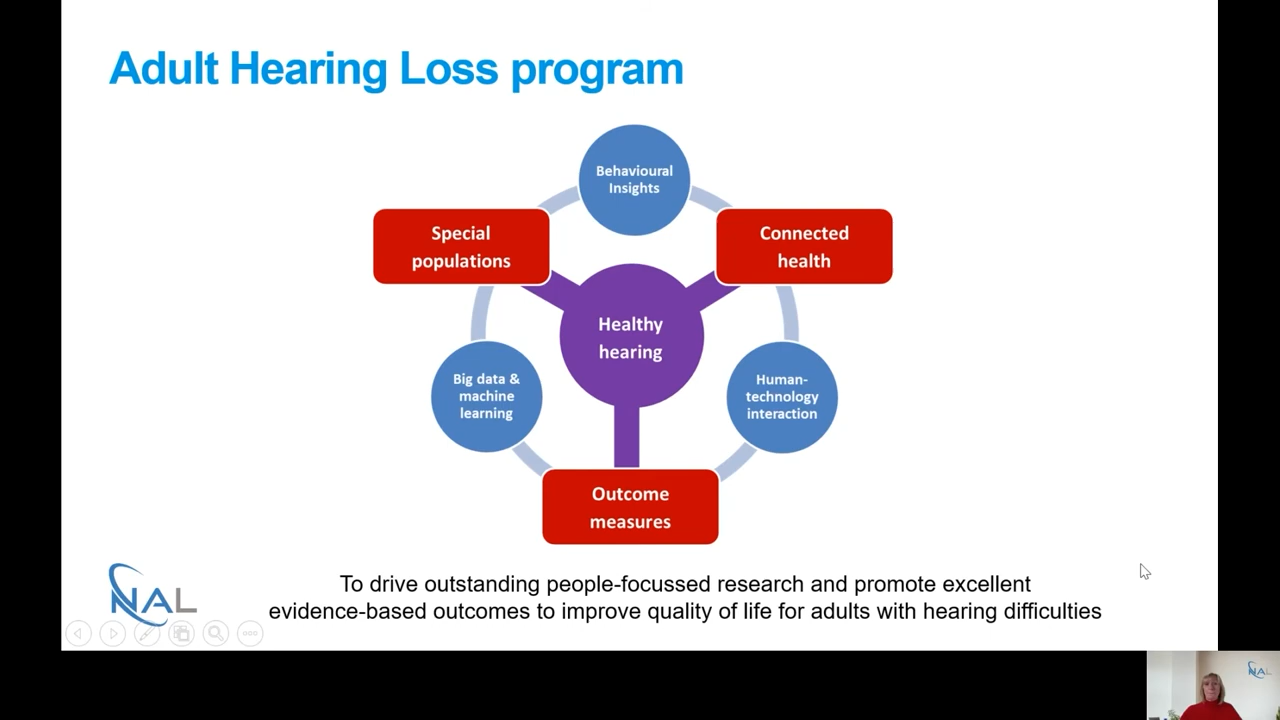 Adult Hearing Loss program
Behavioural
Insights
Special
populations
Connected
health
Healthy
hearing
Big data &
machine
learning
Human-
technology
interaction
Outcome
measures
NAL
To drive outstanding people-focussed research and promote excellent
evidence-based outcomes to improve quality of life for adults with hearing difficulties
NAL